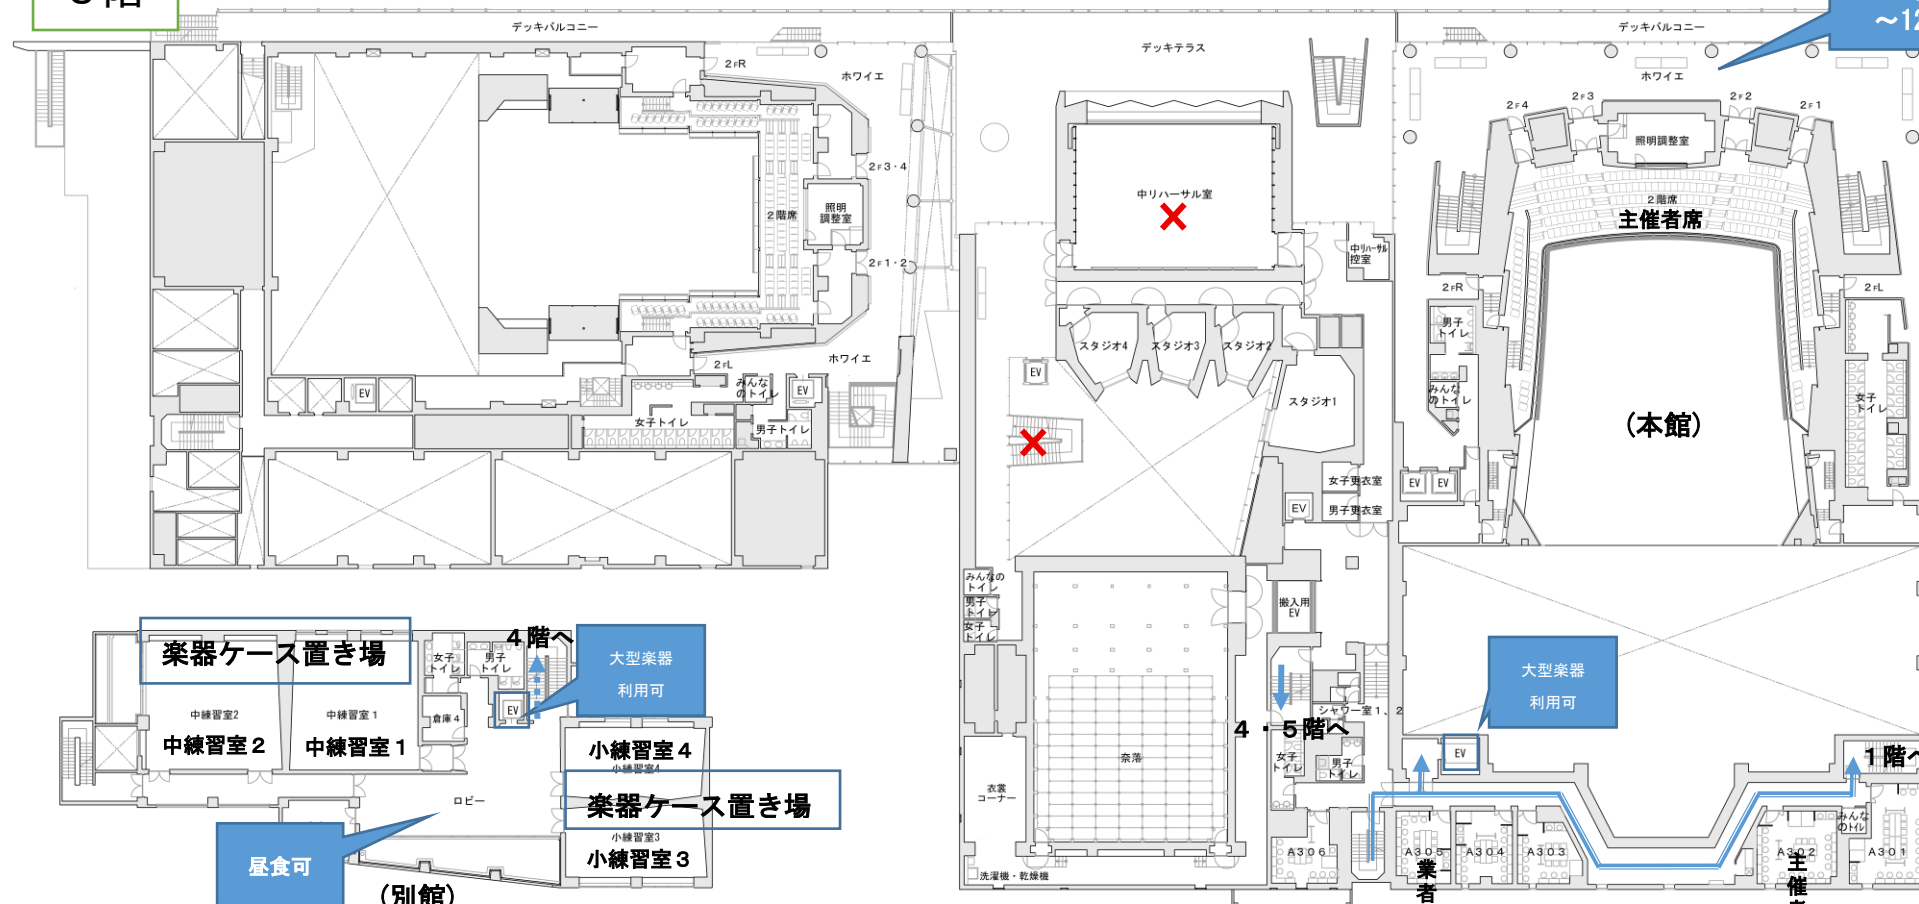 デッキバルコニー
デッキテラス
デッキバルコニー
2FR
ホワイエ
ホワイエ
2F4
2F3
2F2
2F1
照明調整室
2F3・4
2階席
照明
調整室
2F1・2
中リハーサル室
2階席
主催者席
中リハーサル
控室
2FR
2FL
男子
トイレ
スタジオ4
スタジオ3
スタジオ2
ホワイエ
2FL
EV
EV
みんな
のトイレ
EV
スタジオ1
みんな
のトイレ
女子
トイレ
女子トイレ
男子トイレ
(本館)
女子更衣室
男子更衣室
EV
EV
EV
みんなの
トイレ
男子
トイレ
女子
トイレ
搬入用
EV
楽器ケース置き場
4階へ
大型楽器
利用可
女子
トイレ
男子
トイレ
EV
倉庫4
中練習室2
中練習室1
中練習室2
中練習室1
小練習室4
小練習室4
楽器ケース置き場
小練習室3
小練習室3
ロビー
昼食可
(別館)
大型楽器
利用可
シャワー室1、2
4・5階へ
女子
トイレ
男子
トイレ
EV
1階へ
奈落
衣裳
コーナー
洗濯機・乾燥機
A306
A305
A304
A303
A302
A301
みんな
のトイレ
業
者
主
催